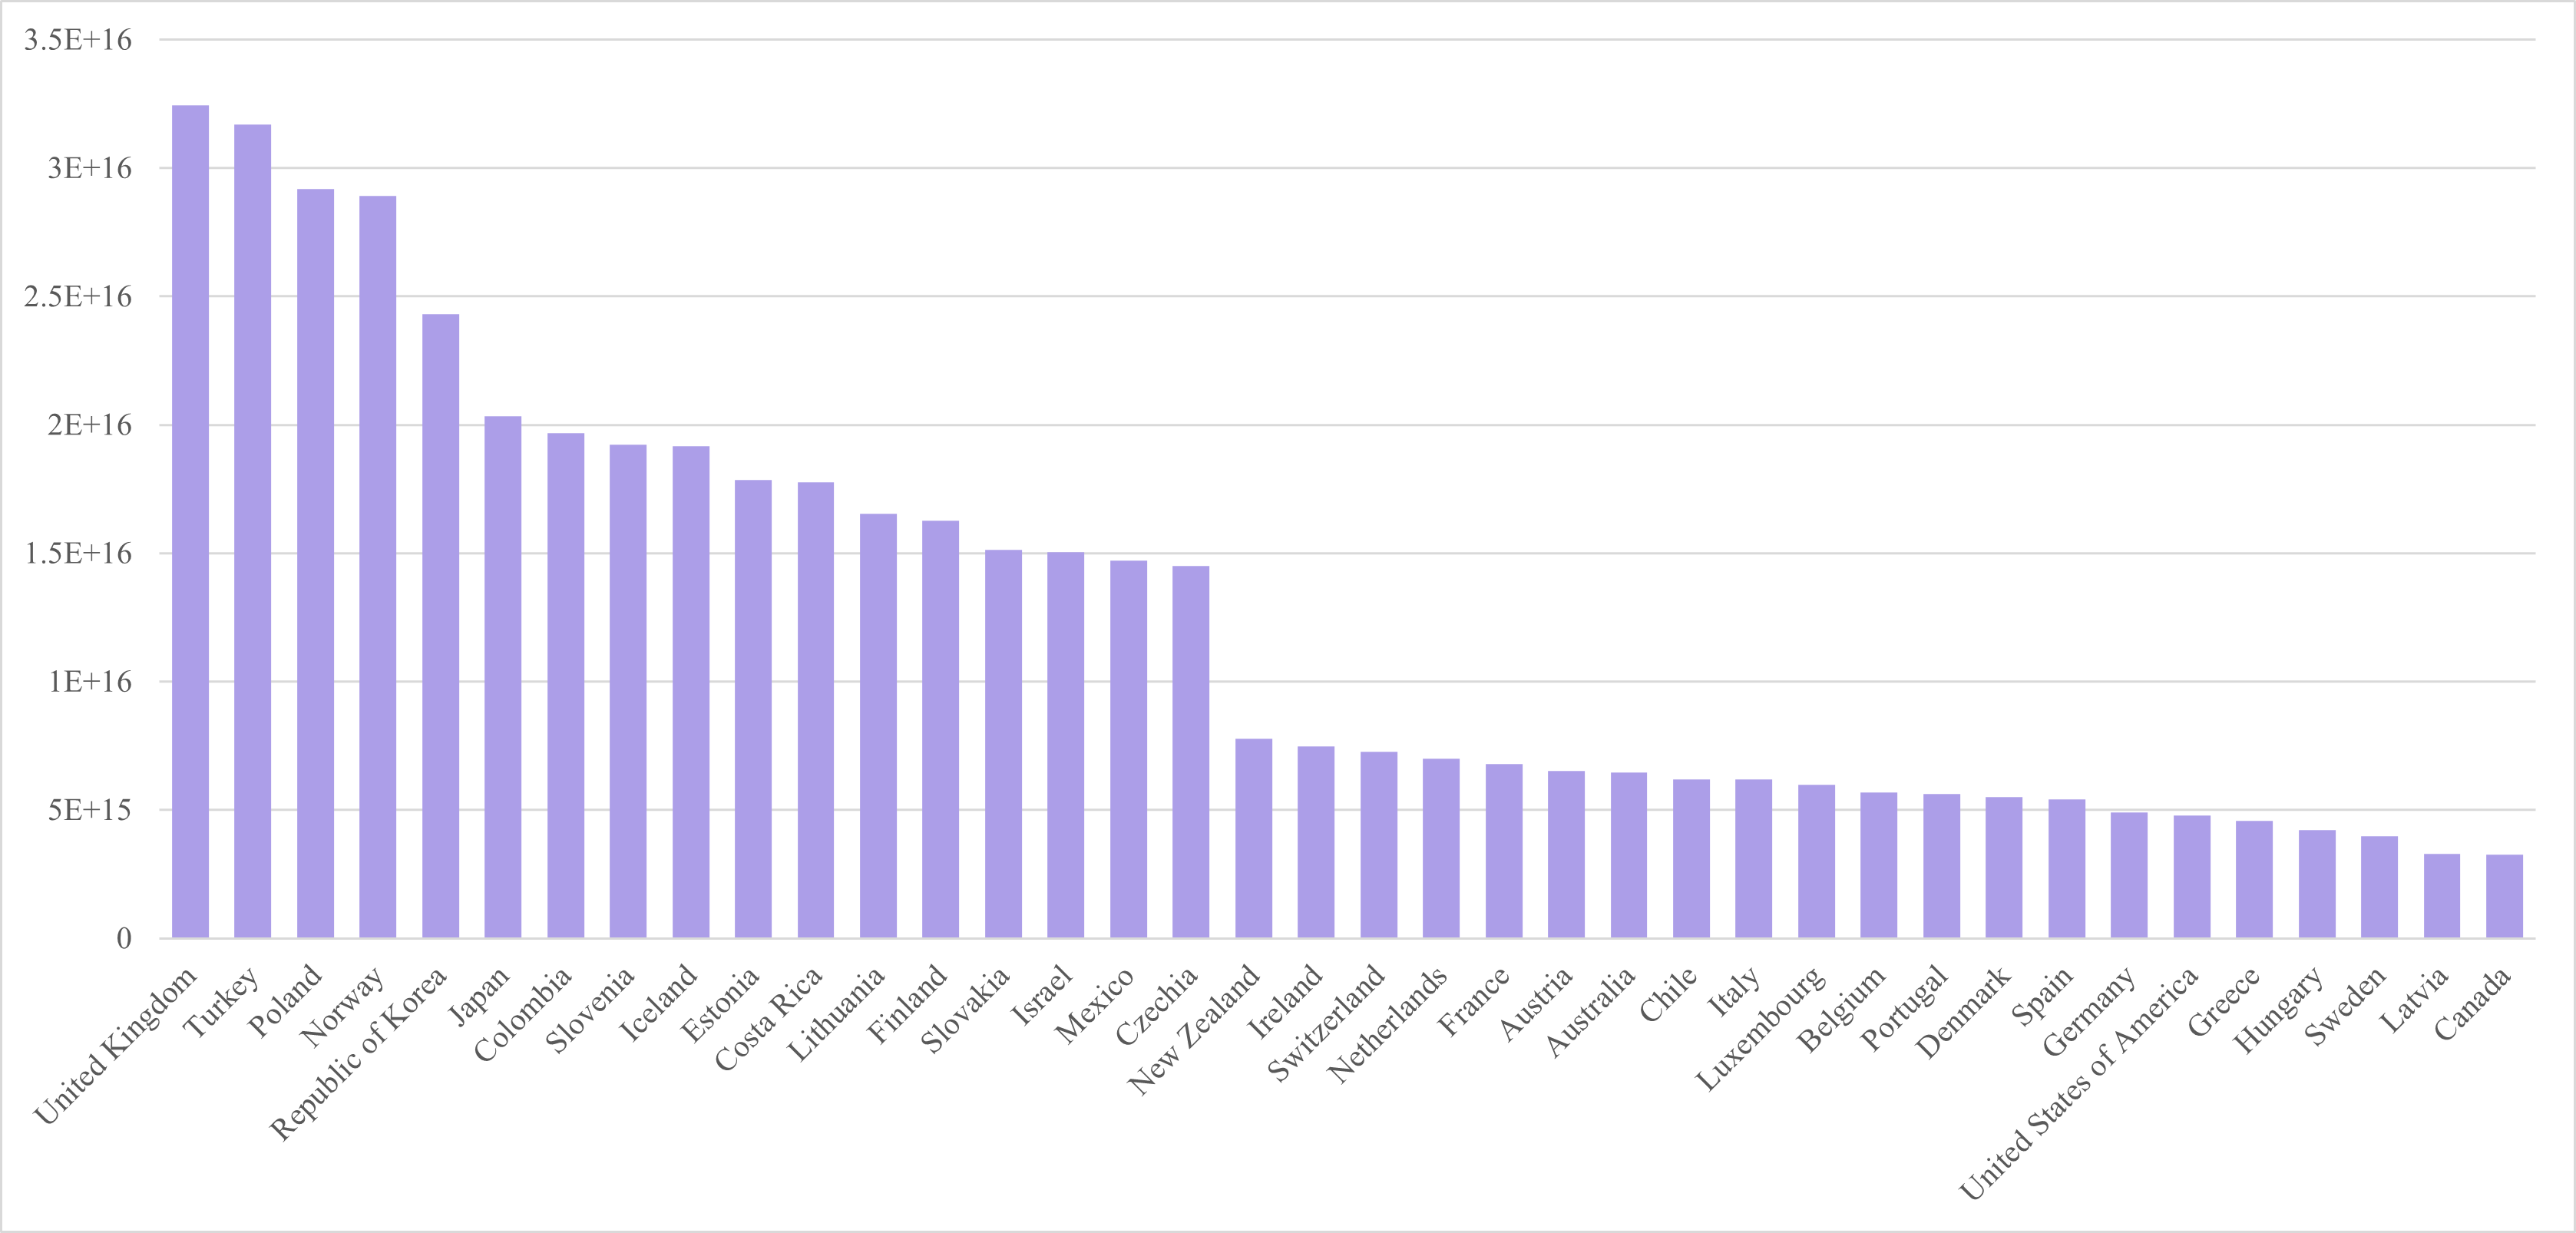 3.5E+16
3E+16
2.5E+16
2E+16
1.5E+16
1E+16
5E+15
0
United Kingdom
Turkey
Poland
Norway
Republic of Korea
Japan
Colombia
Slovenia
Iceland
Estonia
Costa Rica
Lithuania
Finland
Slovakia
Israel
Mexico
Czechia
New Zealand
Ireland
Switzerland
Netherlands
France
Austria
Australia
Chile
Italy
Luxembourg
Belgium
Portugal
Denmark
Spain
Germany
United States of America
Greece
Hungary
Sweden
Latvia
Canada